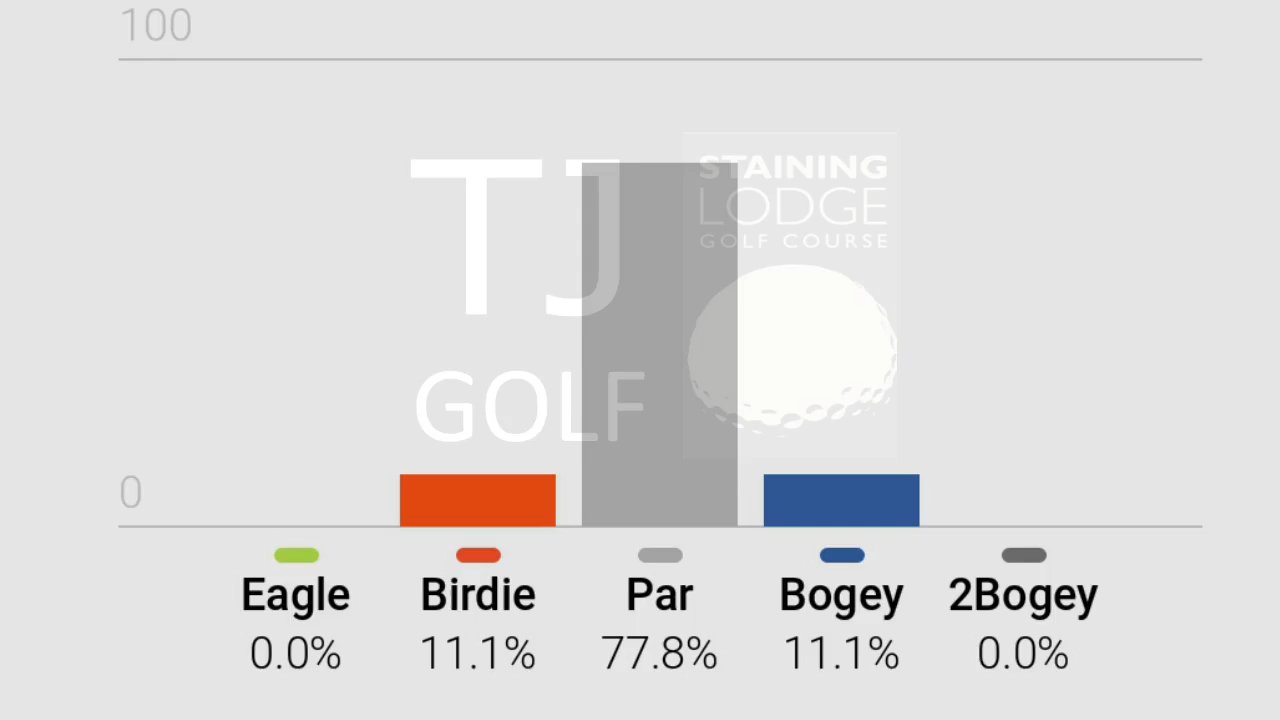 100
TJ
GOLF
STAINING
LODGE
GOLF COURSE
0
Eagle Birdie Par Bogey 2Bogey
0.0% 11.1% 77.8% 11.1% 0.0%